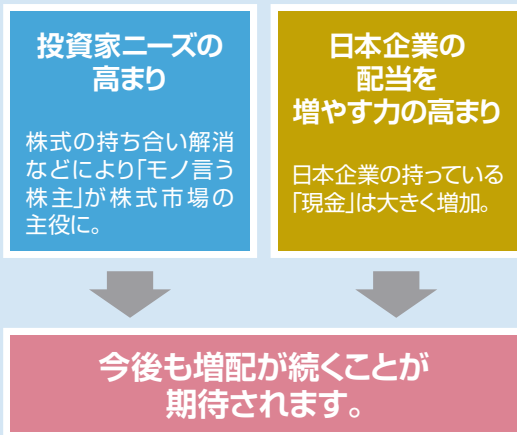 投資家ニーズの
高まり
株式の持ち合い解消
などにより「モノ言う
株主」が株式市場の
主役に。
日本企業の
配当を
増やす力の高まり
日本企業の持っている
「現金」は大きく増加。
今後も増配が続くことが
期待されます。